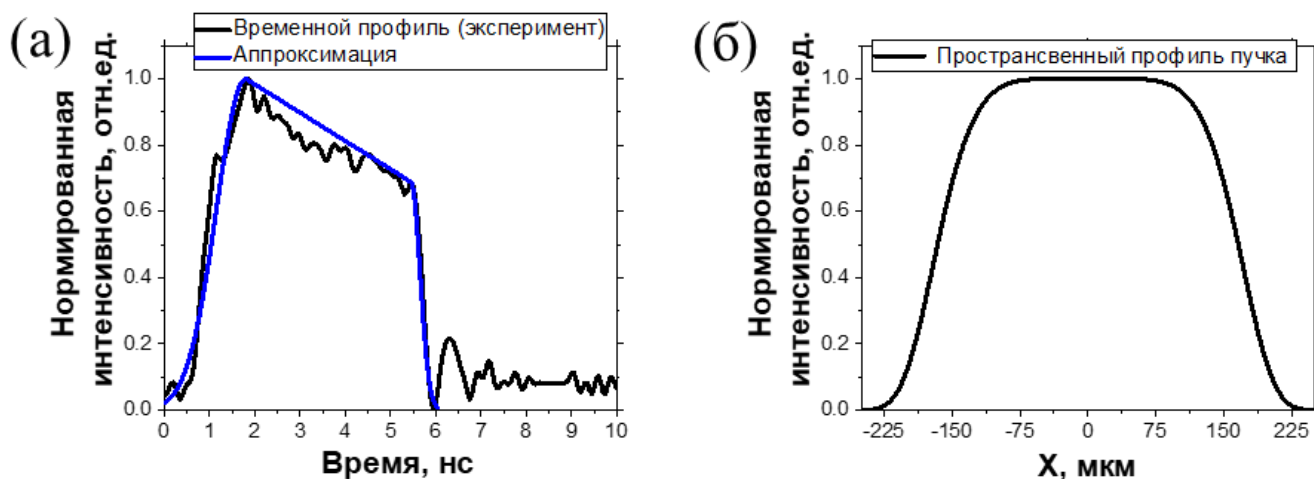 (а)
Временной профиль (эксперимент)
Аппроксимация
Нормированная
интенсивность, отн.ед.
1.0
0.8
0.6
0.4
0.2
0.0
0 1 2 3 4 5 6 7 8 9 10
Время, нс
(б)
Пространсвенный профиль пучка
Нормированная
интенсивность, отн.ед.
1.0
0.8
0.6
0.4
0.2
0.0
-225 -150 -75 0 75 150 225
X, мкм